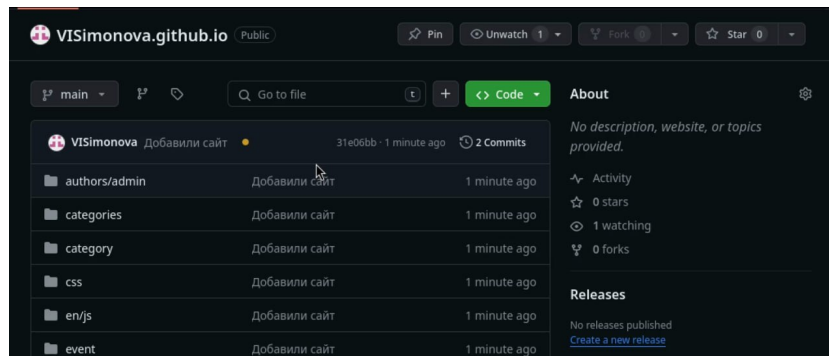 VISimonova.github.io Public
Pin
Unwatch 1
Fork 0
Star 0
main
Go to file t
Code
VISimonova Добавили сайт 31e06bb · 1 minute ago 2 Commits
authors/admin Добавили сайт 1 minute ago
categories Добавили сайт 1 minute ago
category Добавили сайт 1 minute ago
css Добавили сайт 1 minute ago
en/js Добавили сайт 1 minute ago
event Добавили сайт 1 minute ago
About
No description, website, or topics
provided.
Activity
0 stars
1 watching
0 forks
Releases
No releases published
Create a new release